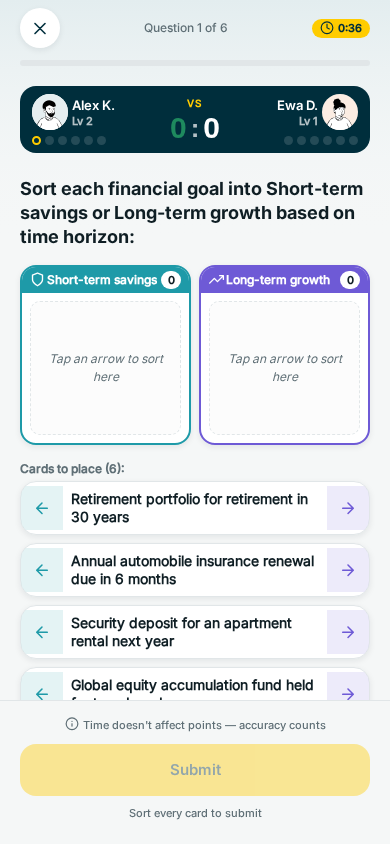 Question 1 of 6
0:36
Alex K.
Lv 2
VS
0 : 0
Ewa D.
Lv 1
Sort each financial goal into Short-term
savings or Long-term growth based on
time horizon:
Short-term savings 0
Long-term growth 0
Tap an arrow to sort
here
Tap an arrow to sort
here
Cards to place (6):
Retirement portfolio for retirement in
30 years
Annual automobile insurance renewal
due in 6 months
Security deposit for an apartment
rental next year
Global equity accumulation fund held
Time doesn't affect points — accuracy counts
Submit
Sort every card to submit